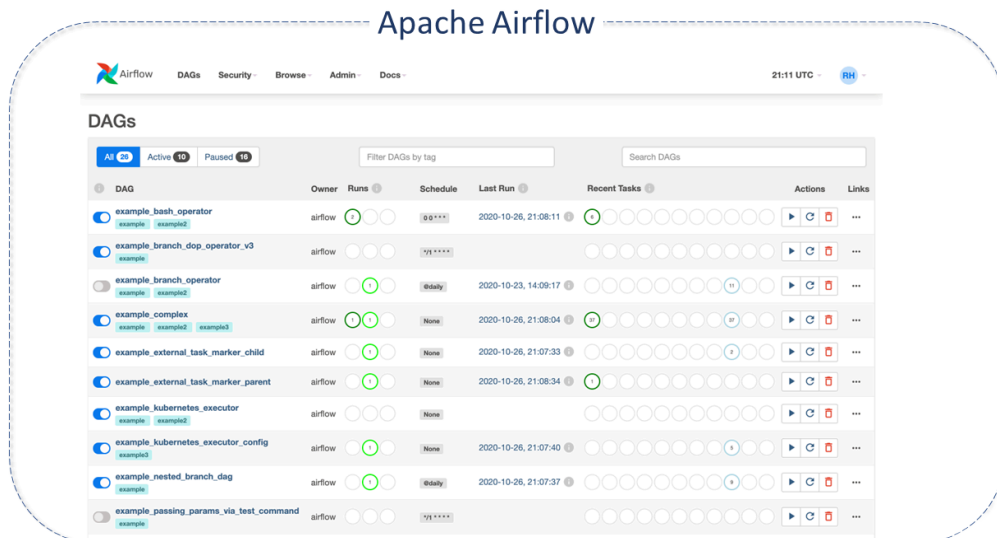 Apache Airflow
Airflow DAGs Security Browse Admin Docs 21:11 UTC RH
DAGs
All 26 Active 10 Paused 16 Filter DAGs by tag Search DAGs
DAG Owner Runs Schedule Last Run Recent Tasks Actions Links
example_bash_operator
example example2
airflow 2 0 0 * * * 2020-10-26, 21:08:11 6
example_branch_dop_operator_v3
example
airflow */1 * * * *
example_branch_operator
example example2
airflow 1 @daily 2020-10-23, 14:09:17 11
example_complex
example example2 example3
airflow 1 1 None 2020-10-26, 21:08:04 37 37
example_external_task_marker_child airflow 1 None 2020-10-26, 21:07:33 2
example_external_task_marker_parent airflow 1 None 2020-10-26, 21:08:34 1
example_kubernetes_executor
example example2
airflow None
example_kubernetes_executor_config
example3
airflow 1 None 2020-10-26, 21:07:40 5
example_nested_branch_dag
example
airflow 1 @daily 2020-10-26, 21:07:37 9
example_passing_params_via_test_command
example
airflow */1 * * * *